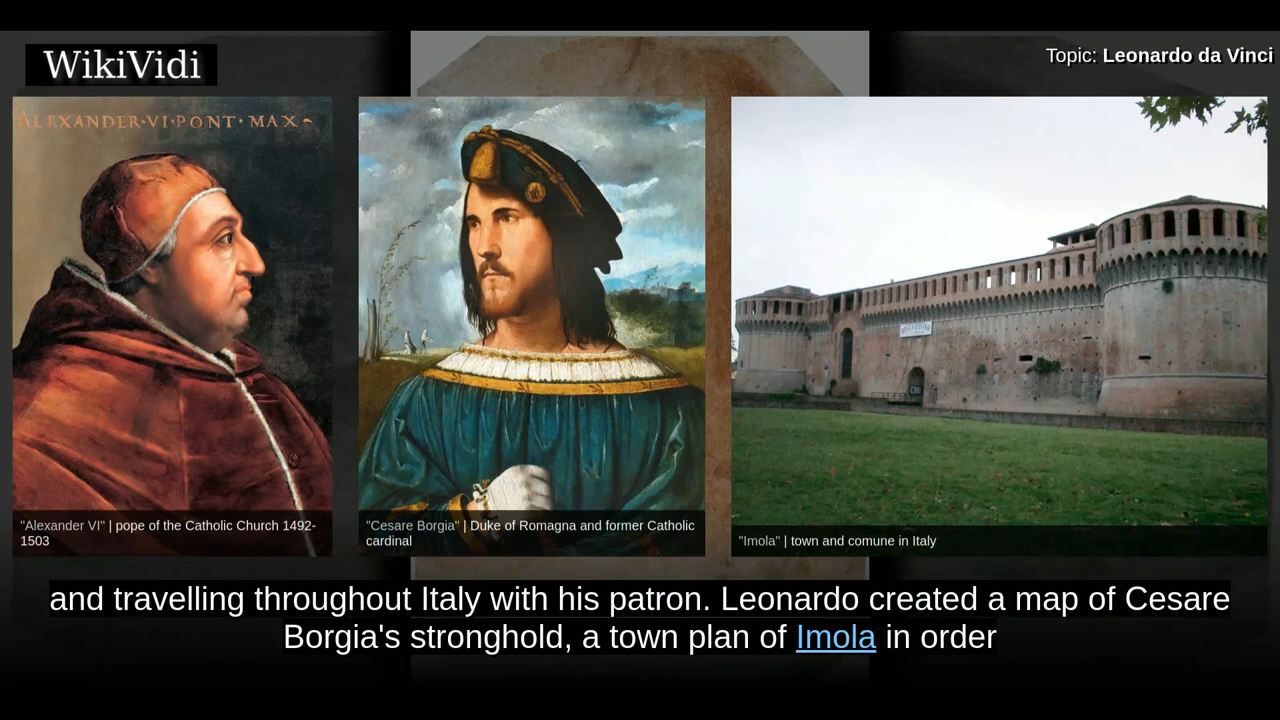 WikiVidi
Topic: Leonardo da Vinci
ALEXANDER·VI·PONT·MAX
"Alexander VI" | pope of the Catholic Church 1492-
1503
"Cesare Borgia" | Duke of Romagna and former Catholic
cardinal
"Imola" | town and comune in Italy
and travelling throughout Italy with his patron. Leonardo created a map of Cesare
Borgia's stronghold, a town plan of Imola in order